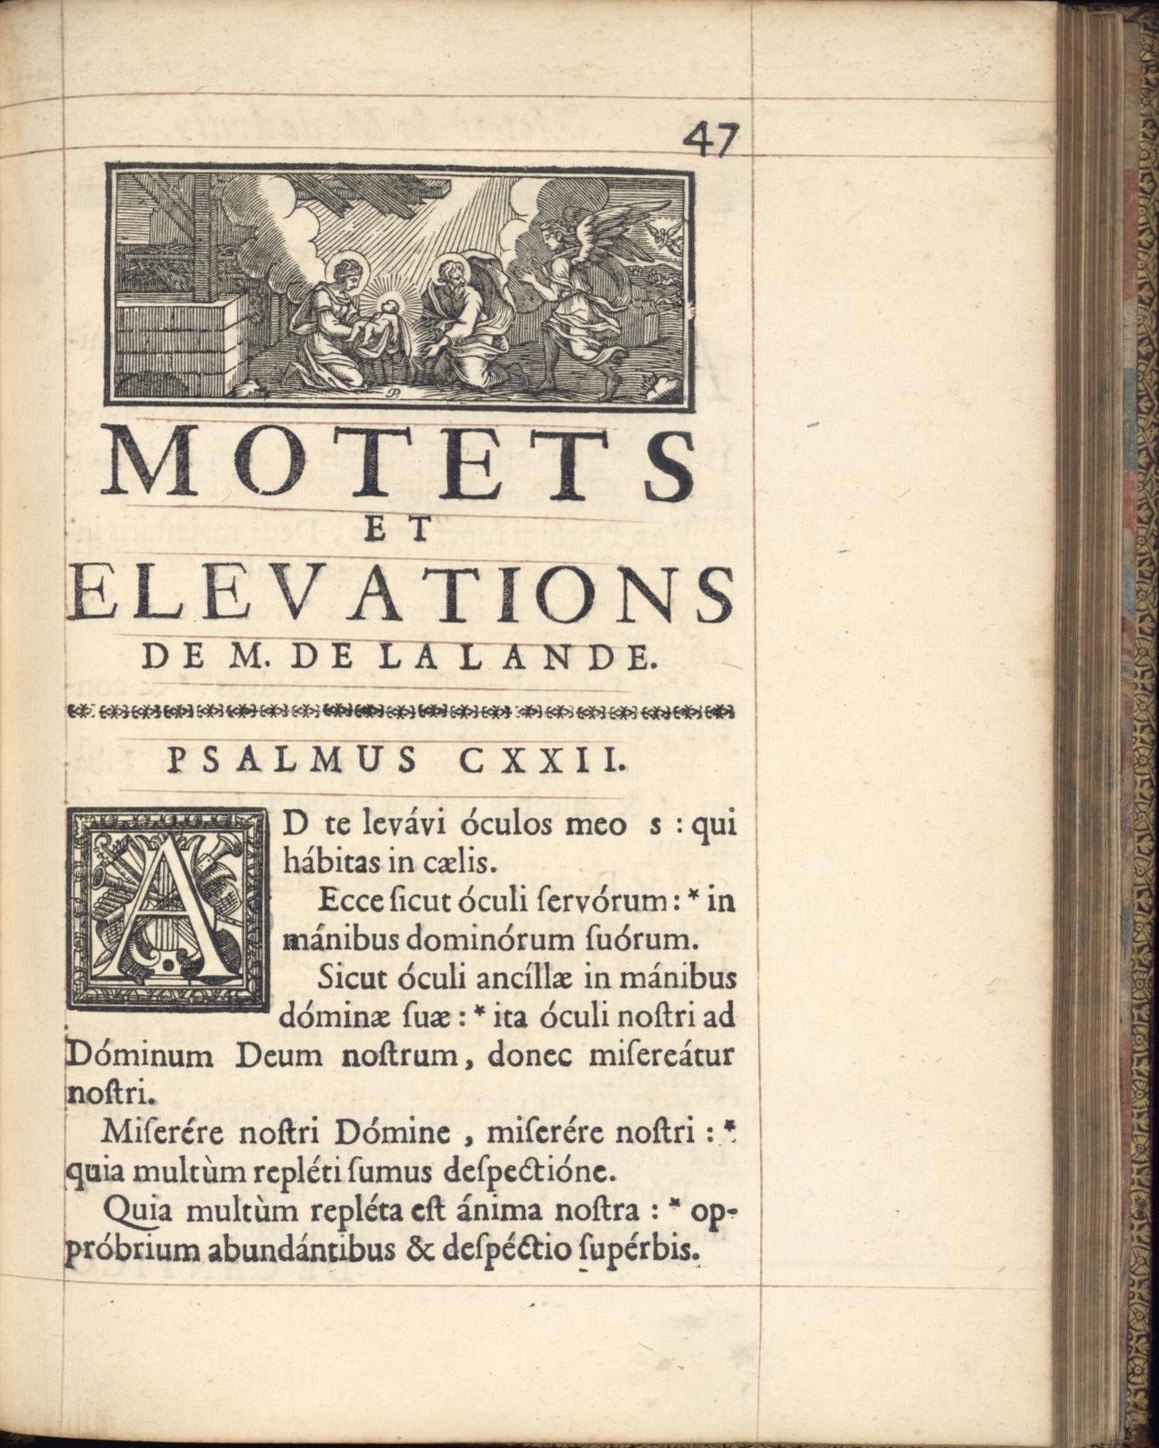 47
MOTETS
ET
ELEVATIONS
DE M. DE LALANDE.
PSALMUS CXXII.
AD te levávi óculos meo s : qui
hábitas in cælis.
Ecce ſicut óculi ſervórum : * in
mánibus dominórum ſuórum.
Sicut óculi ancíllæ in mánibus
dóminæ ſuæ : * ita óculi noſtri ad
Dóminum Deum noſtrum, donec miſereátur
noſtri.
Miſerére noſtri Dómine , miſerére noſtri : *
quia multùm repléti ſumus deſpectióne.
Quia multùm repléta eſt ánima noſtra : * op-
próbrium abundántibus & deſpéctio ſupérbis.